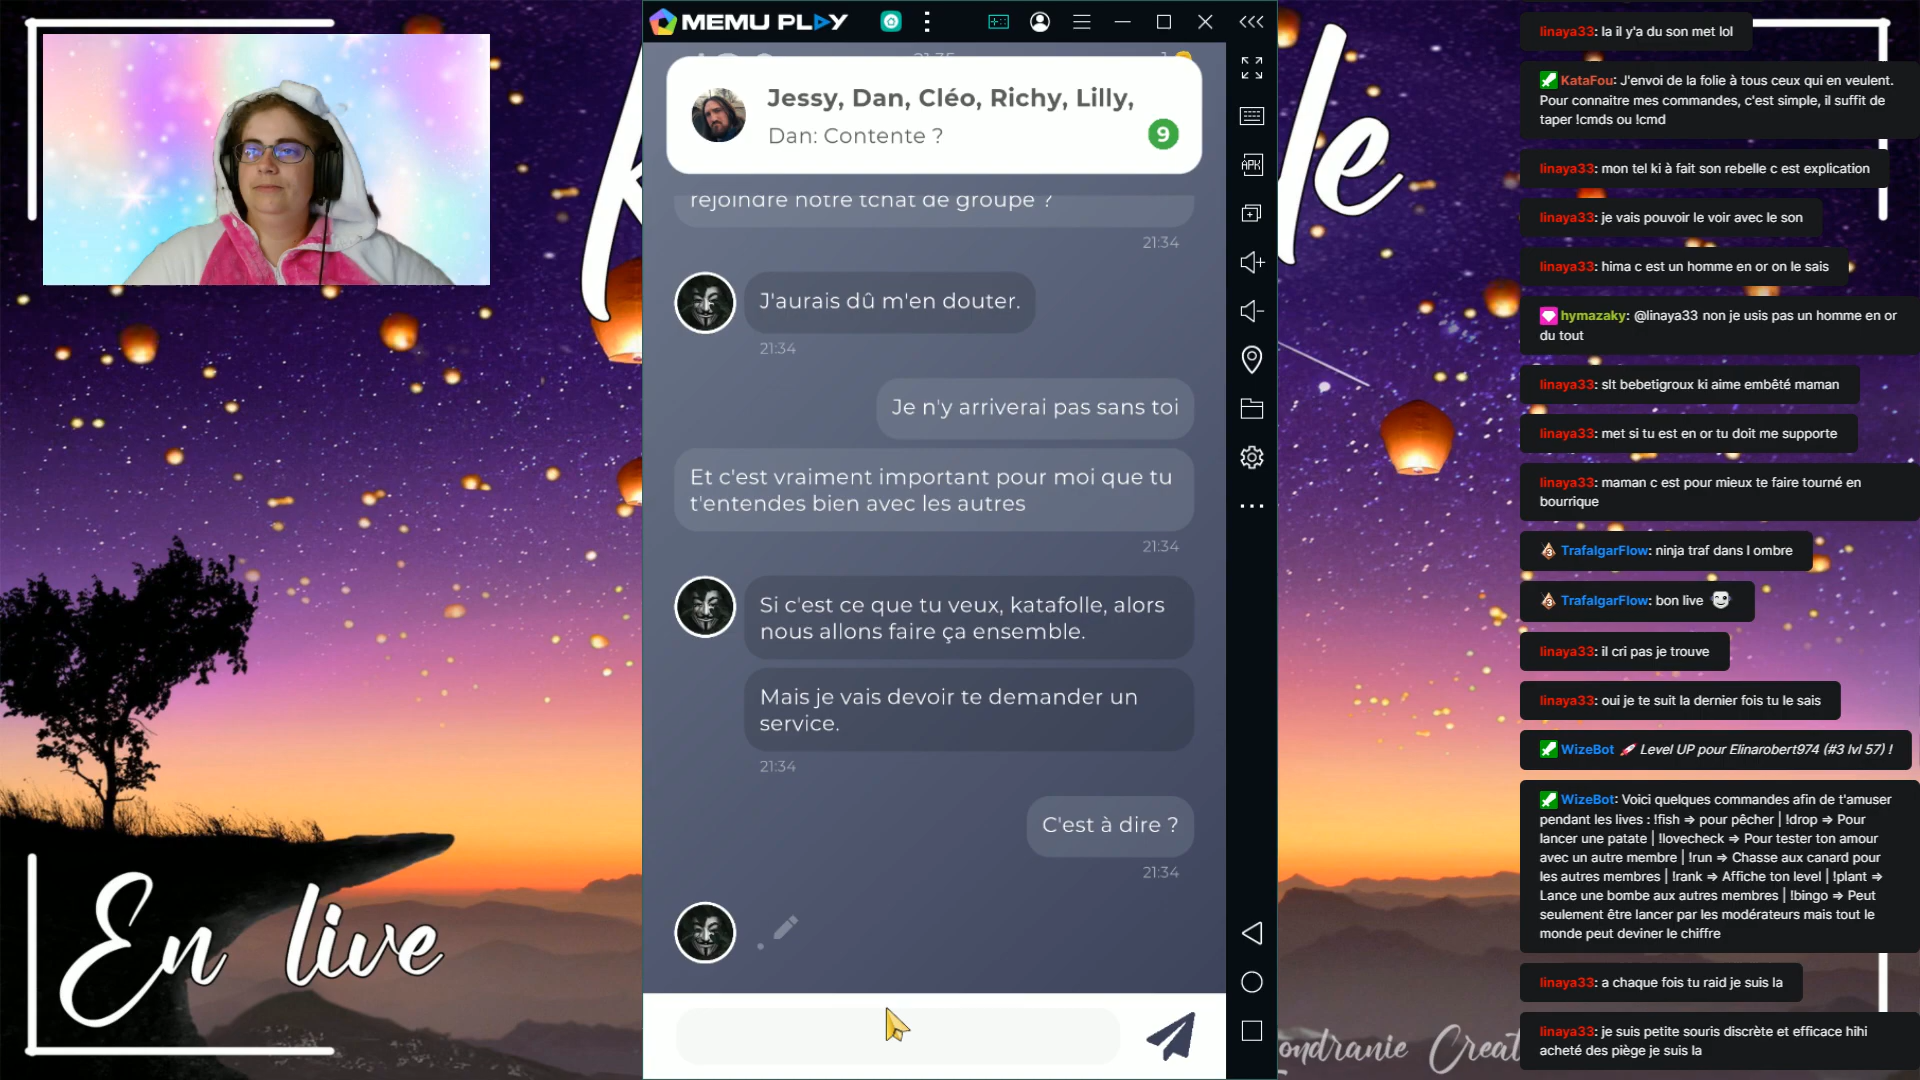 MEMU PLAY
Jessy, Dan, Cléo, Richy, Lilly,
Dan: Contente ?
9
rejoindre notre tchat de groupe ?
21:34
J'aurais dû m'en douter.
21:34
Je n'y arriverai pas sans toi
Et c'est vraiment important pour moi que tu
t'entendes bien avec les autres
21:34
Si c'est ce que tu veux, katafolle, alors
nous allons faire ça ensemble.
Mais je vais devoir te demander un
service.
21:34
C'est à dire ?
21:34
APK
En live
linaya33: la il y'a du son met lol
KataFou: J'envoi de la folie à tous ceux qui en veulent.
Pour connaitre mes commandes, c'est simple, il suffit de
taper !cmds ou !cmd
linaya33: mon tel ki à fait son rebelle c est explication
linaya33: je vais pouvoir le voir avec le son
linaya33: hima c est un homme en or on le sais
hymazaky: @linaya33 non je usis pas un homme en or
du tout
linaya33: slt bebetigroux ki aime embêté maman
linaya33: met si tu est en or tu doit me supporte
linaya33: maman c est pour mieux te faire tourné en
bourrique
TrafalgarFlow: ninja traf dans l ombre
TrafalgarFlow: bon live
linaya33: il cri pas je trouve
linaya33: oui je te suit la dernier fois tu le sais
WizeBot 🚀 Level UP pour Elinarobert974 (#3 lvl 57) !
WizeBot: Voici quelques commandes afin de t'amuser
pendant les lives : !fish => pour pêcher | !drop => Pour
lancer une patate | !lovecheck => Pour tester ton amour
avec un autre membre | !run => Chasse aux canard pour
les autres membres | !rank => Affiche ton level | !plant =>
Lance une bombe aux autres membres | !bingo => Peut
seulement être lancer par les modérateurs mais tout le
monde peut deviner le chiffre
linaya33: a chaque fois tu raid je suis la
linaya33: je suis petite souris discrète et efficace hihi
acheté des piège je suis la